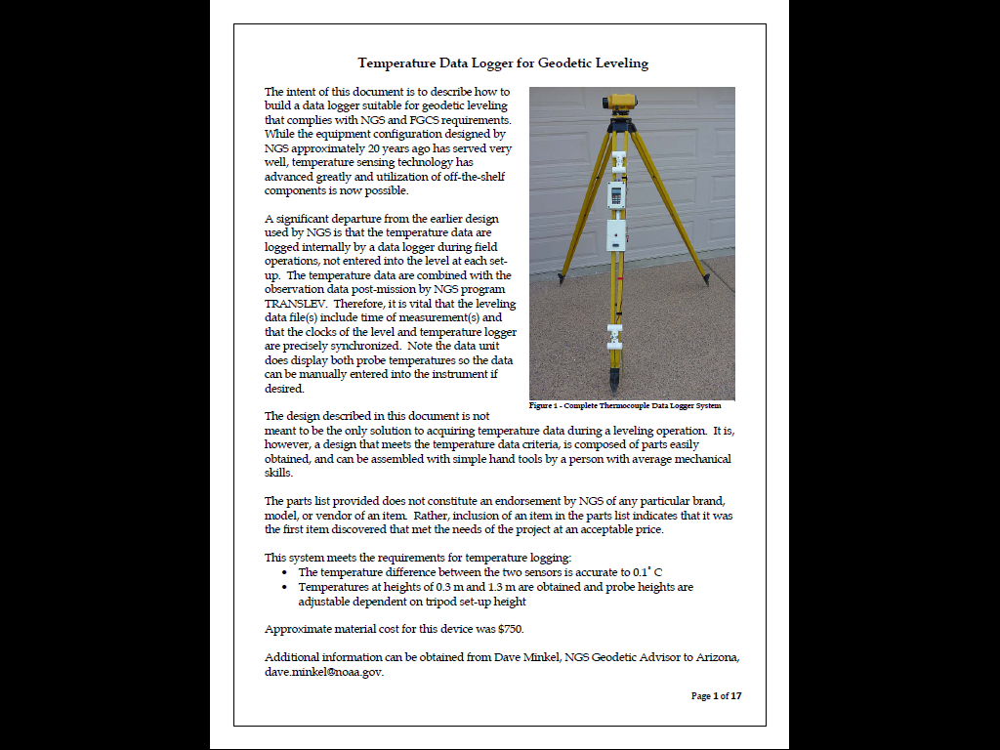 Temperature Data Logger for Geodetic Leveling
The intent of this document is to describe how to
build a data logger suitable for geodetic leveling
that complies with NGS and FGCS requirements.
While the equipment configuration designed by
NGS approximately 20 years ago has served very
well, temperature sensing technology has
advanced greatly and utilization of off-the-shelf
components is now possible.
A significant departure from the earlier design
used by NGS is that the temperature data are
logged internally by a data logger during field
operations, not entered into the level at each set-
up.  The temperature data are combined with the
observation data post-mission by NGS program
TRANSLEV.  Therefore, it is vital that the leveling
data file(s) include time of measurement(s) and
that the clocks of the level and temperature logger
are precisely synchronized.  Note the data unit
does display both probe temperatures so the data
can be manually entered into the instrument if
desired.
Figure 1 - Complete Thermocouple Data Logger System
The design described in this document is not
meant to be the only solution to acquiring temperature data during a leveling operation.  It is,
however, a design that meets the temperature data criteria, is composed of parts easily
obtained, and can be assembled with simple hand tools by a person with average mechanical
skills.
The parts list provided does not constitute an endorsement by NGS of any particular brand,
model, or vendor of an item.  Rather, inclusion of an item in the parts list indicates that it was
the first item discovered that met the needs of the project at an acceptable price.
This system meets the requirements for temperature logging:
• The temperature difference between the two sensors is accurate to 0.1° C
• Temperatures at heights of 0.3 m and 1.3 m are obtained and probe heights are
adjustable dependent on tripod set-up height
Approximate material cost for this device was $750.
Additional information can be obtained from Dave Minkel, NGS Geodetic Advisor to Arizona,
dave.minkel@noaa.gov.
Page 1 of 17